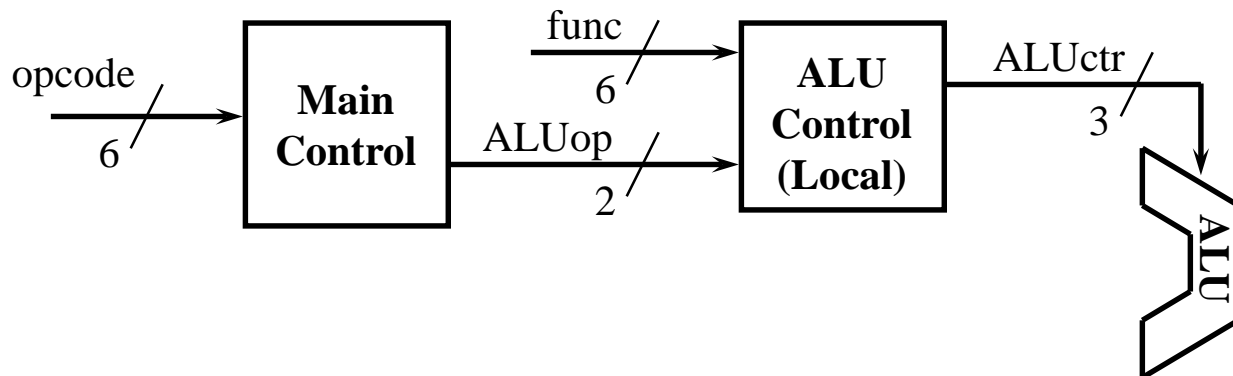 opcode
6
Main
Control
ALUop
2
func
6
ALU
Control
(Local)
ALUctr
3
ALU